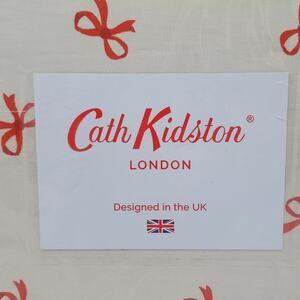 Cath Kidston®
LONDON
Designed in the UK